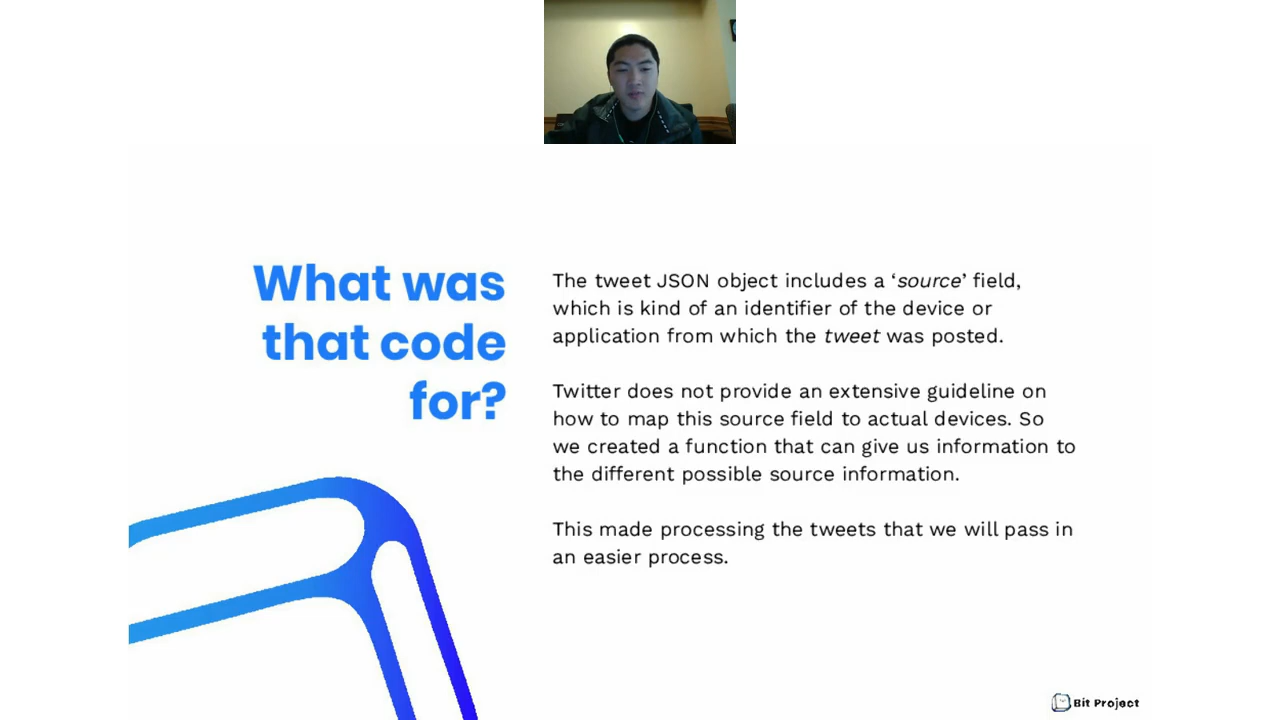 What was
that code
for?
The tweet JSON object includes a ‘source’ field,
which is kind of an identifier of the device or
application from which the tweet was posted.
Twitter does not provide an extensive guideline on
how to map this source field to actual devices. So
we created a function that can give us information to
the different possible source information.
This made processing the tweets that we will pass in
an easier process.
Bit Project